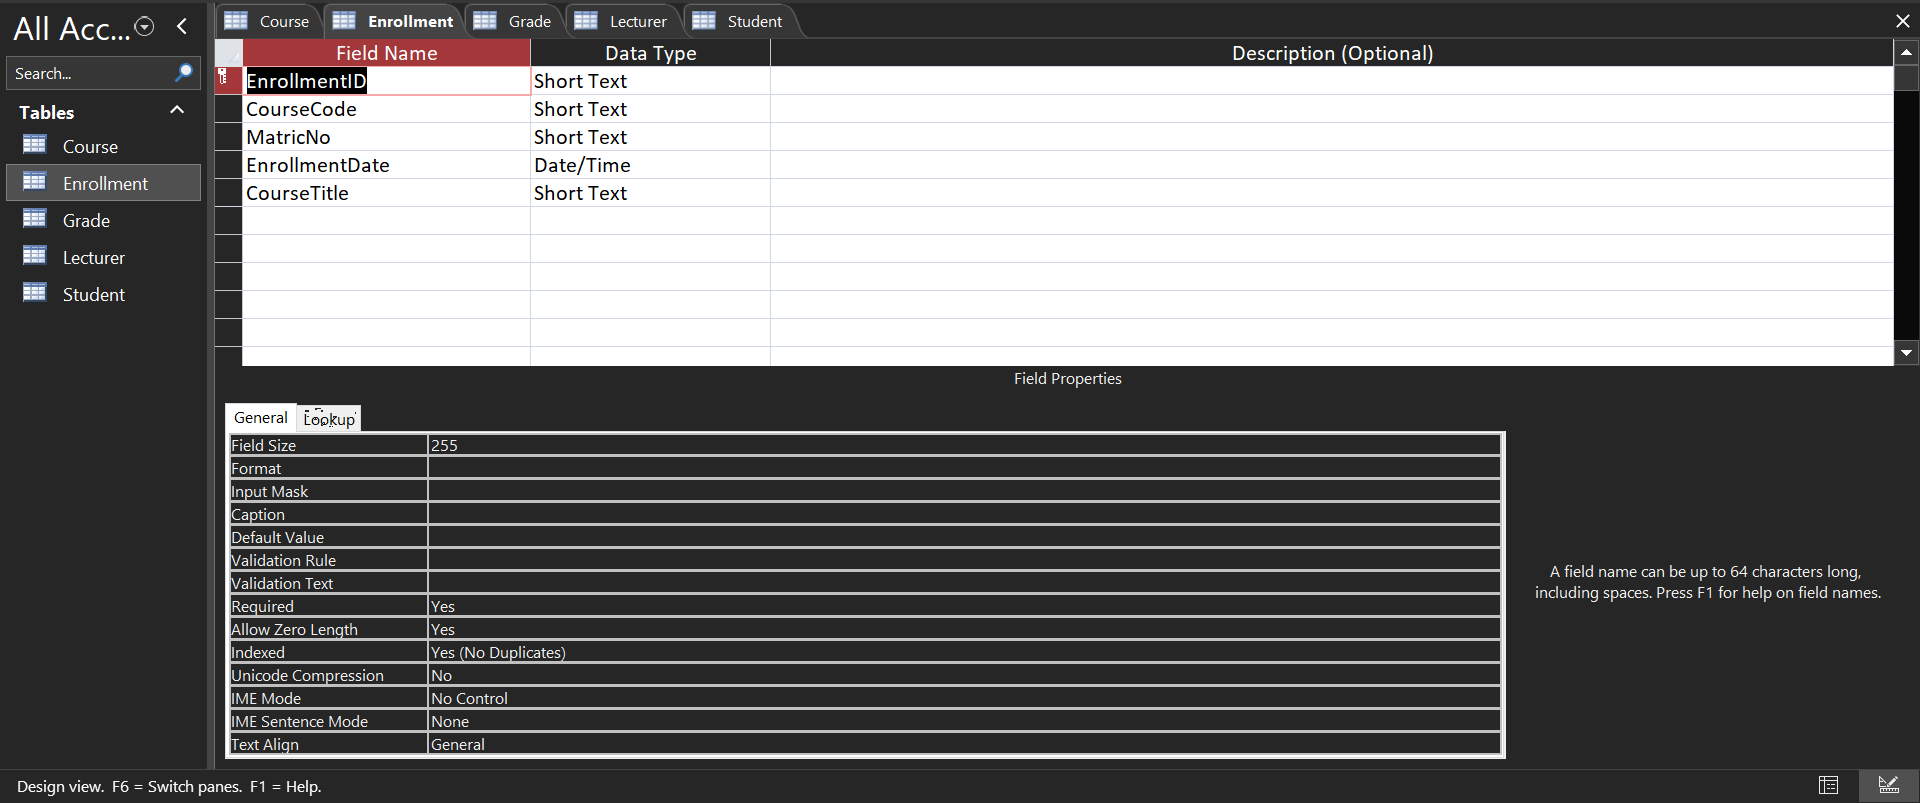 All Acc...
Search...
Tables
Course
Enrollment
Grade
Lecturer
Student
Course Enrollment Grade Lecturer Student
Field Name Data Type Description (Optional)
EnrollmentID Short Text
CourseCode Short Text
MatricNo Short Text
EnrollmentDate Date/Time
CourseTitle Short Text
Field Properties
General Lookup
Field Size 255
Format
Input Mask
Caption
Default Value
Validation Rule
Validation Text
Required Yes
Allow Zero Length Yes
Indexed Yes (No Duplicates)
Unicode Compression No
IME Mode No Control
IME Sentence Mode None
Text Align General
A field name can be up to 64 characters long,
including spaces. Press F1 for help on field names.
Design view. F6 = Switch panes. F1 = Help.